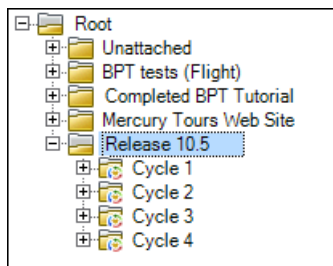 Root
Unattached
BPT tests (Flight)
Completed BPT Tutorial
Mercury Tours Web Site
Release 10.5
Cycle 1
Cycle 2
Cycle 3
Cycle 4